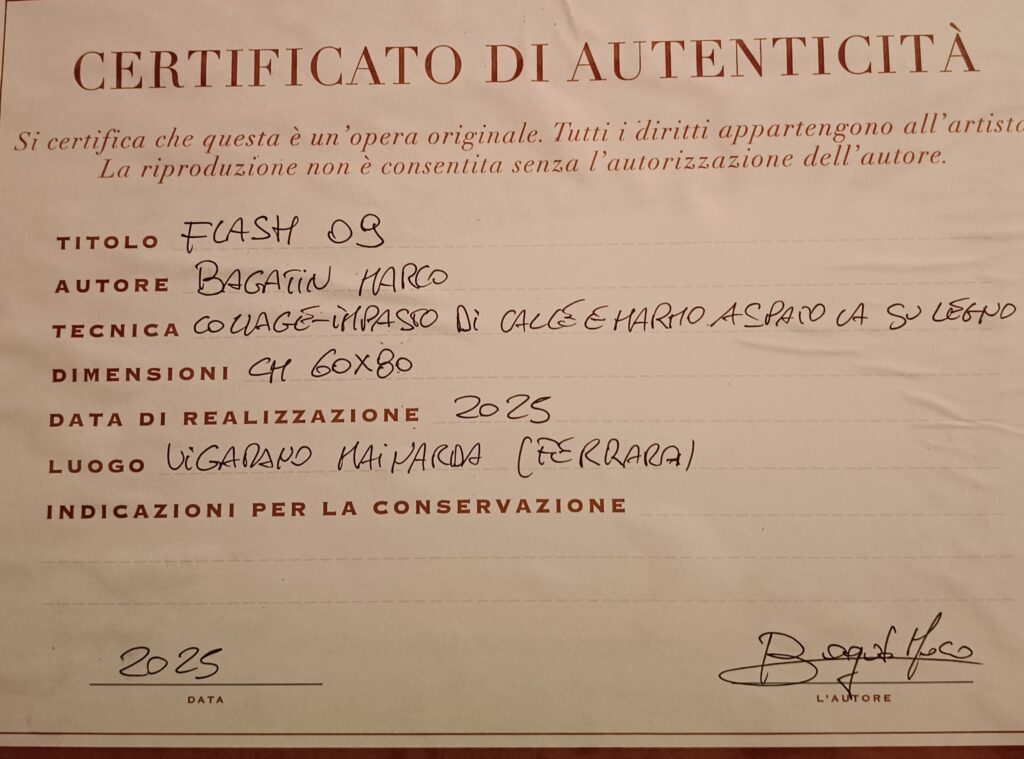 CERTIFICATO DI AUTENTICITÀ
Si certifica che questa è un'opera originale. Tutti i diritti appartengono all'artista
La riproduzione non è consentita senza l'autorizzazione dell'autore.
TITOLO FLASH 09
AUTORE BAGATIN MARCO
TECNICA COLLAGE-IMPASTO DI CALCE E MARMO. A SPATOLA SU LEGNO
DIMENSIONI CM 60X80
DATA DI REALIZZAZIONE 2025
LUOGO VIGARANO MAINARDA (FERRARA)
INDICAZIONI PER LA CONSERVAZIONE
2025
DATA
L'AUTORE